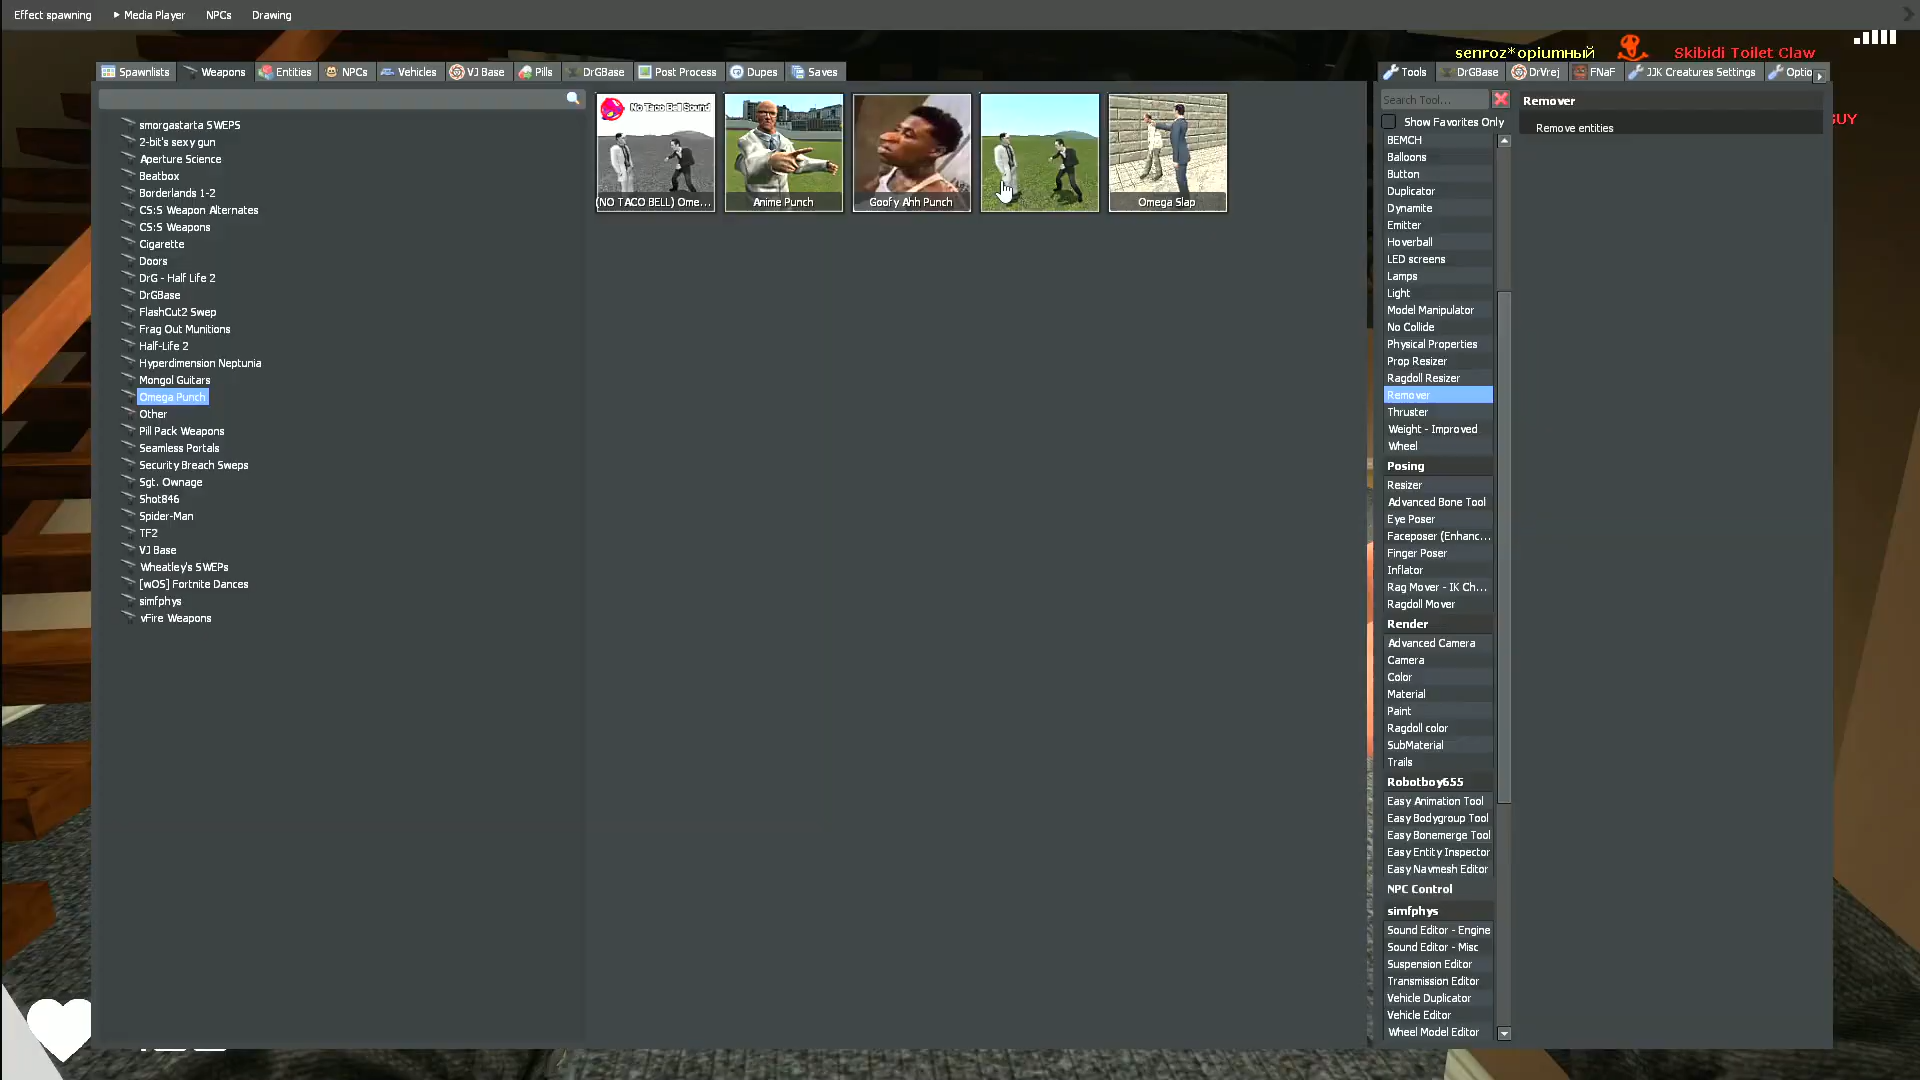 Effect spawning
Media Player
NPCs
Drawing
senroz*opiumный
Skibidi Toilet Claw
GUY
Spawnlists
Weapons
Entities
NPCs
Vehicles
VJ Base
Pills
DrGBase
Post Process
Dupes
Saves
smorgastarta SWEPS
2-bit's sexy gun
Aperture Science
Beatbox
Borderlands 1-2
CS:S Weapon Alternates
CS:S Weapons
Cigarette
Doors
DrG - Half Life 2
DrGBase
FlashCut2 Swep
Frag Out Munitions
Half-Life 2
Hyperdimension Neptunia
Mongol Guitars
Omega Punch
Other
Pill Pack Weapons
Seamless Portals
Security Breach Sweps
Sgt. Ownage
Shot846
Spider-Man
TF2
VJ Base
Wheatley's SWEPs
[wOS] Fortnite Dances
simfphys
vFire Weapons
No Taco Bell Sound
(NO TACO BELL) Ome...
Anime Punch
Goofy Ahh Punch
Omega Slap
Tools
DrGBase
DrVrej
FNaF
JJK Creatures Settings
Optio
Search Tool...
Show Favorites Only
BEMCH
Balloons
Button
Duplicator
Dynamite
Emitter
Hoverball
LED screens
Lamps
Light
Model Manipulator
No Collide
Physical Properties
Prop Resizer
Ragdoll Resizer
Remover
Thruster
Weight - Improved
Wheel
Posing
Resizer
Advanced Bone Tool
Eye Poser
Faceposer (Enhanc...
Finger Poser
Inflator
Rag Mover - IK Ch...
Ragdoll Mover
Render
Advanced Camera
Camera
Color
Material
Paint
Ragdoll color
SubMaterial
Trails
Robotboy655
Easy Animation Tool
Easy Bodygroup Tool
Easy Bonemerge Tool
Easy Entity Inspector
Easy Navmesh Editor
NPC Control
simfphys
Sound Editor - Engine
Sound Editor - Misc
Suspension Editor
Transmission Editor
Vehicle Duplicator
Vehicle Editor
Wheel Model Editor
Remover
Remove entities